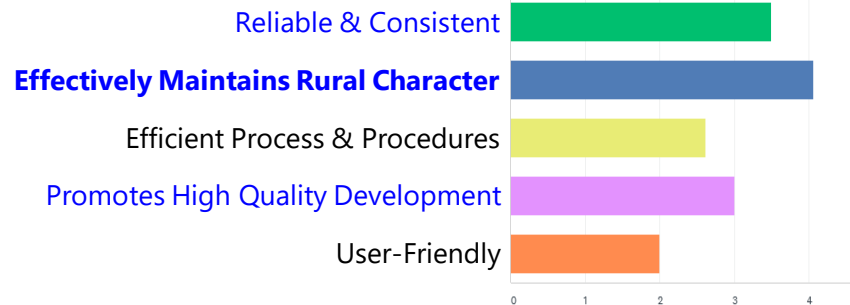 Reliable & Consistent
Effectively Maintains Rural Character
Efficient Process & Procedures
Promotes High Quality Development
User-Friendly
0 1 2 3 4